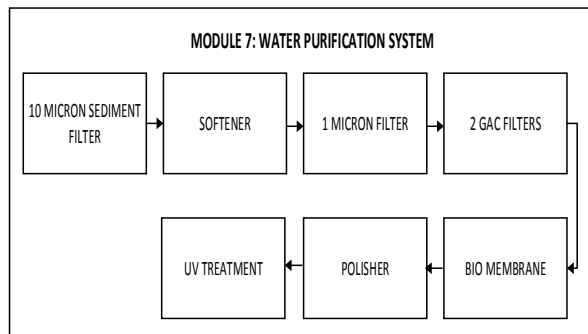 MODULE 7: WATER PURIFICATION SYSTEM
10 MICRON SEDIMENT
FILTER
SOFTENER
1 MICRON FILTER
2 GAC FILTERS
BIO MEMBRANE
POLISHER
UV TREATMENT